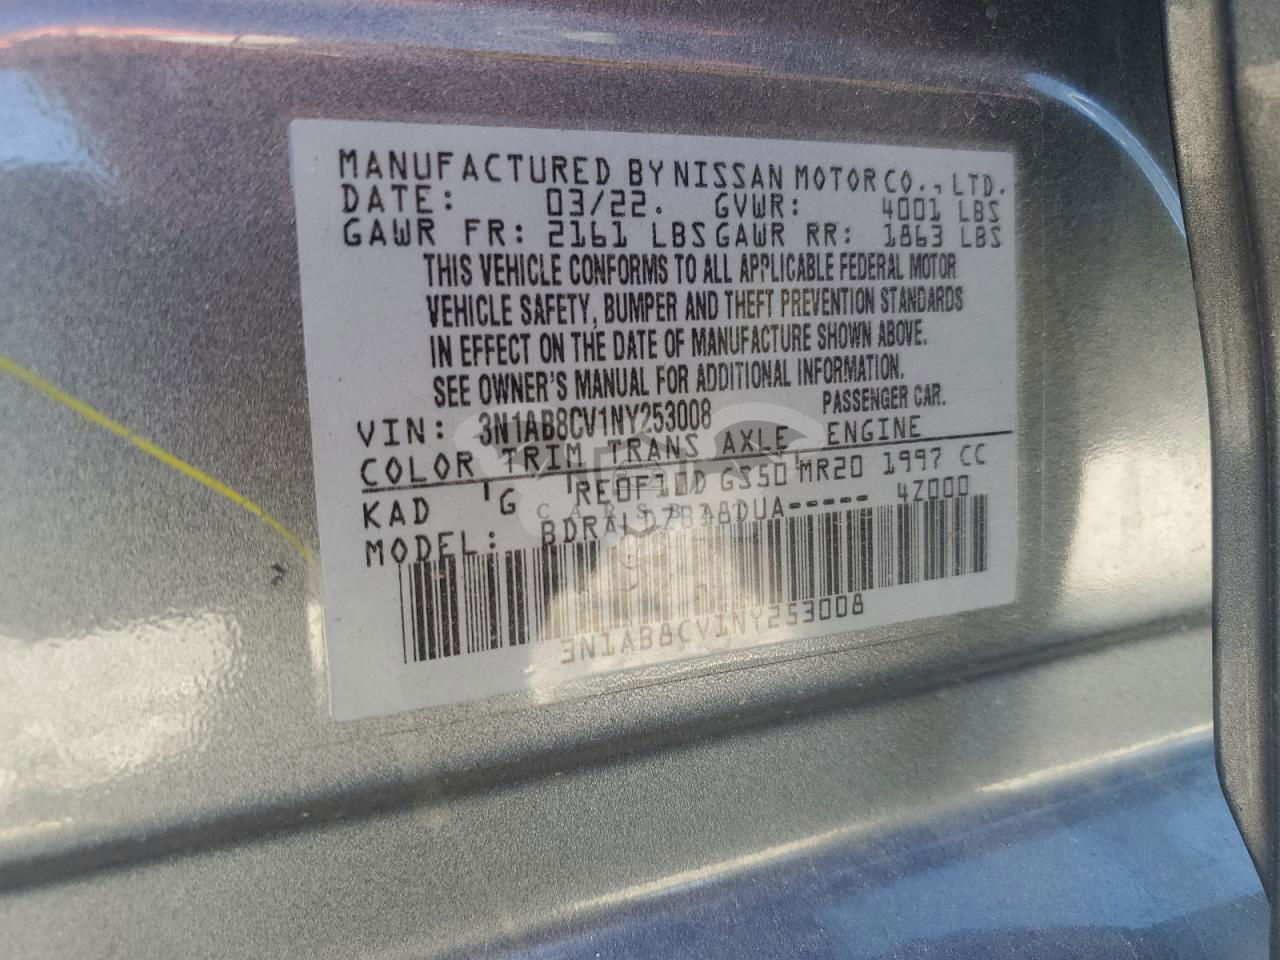 MANUFACTURED BY NISSAN MOTOR CO., LTD.
DATE: 03/22. GVWR: 4001 LBS
GAWR FR: 2161 LBS GAWR RR: 1863 LBS
THIS VEHICLE CONFORMS TO ALL APPLICABLE FEDERAL MOTOR
VEHICLE SAFETY, BUMPER AND THEFT PREVENTION STANDARDS
IN EFFECT ON THE DATE OF MANUFACTURE SHOWN ABOVE.
SEE OWNER'S MANUAL FOR ADDITIONAL INFORMATION.
VIN: 3N1AB8CV1NY253008 PASSENGER CAR.
COLOR TRIM TRANS AXLE ENGINE
KAD G RE0F10D GS50 MR20 1997 CC
MODEL: BDRALD7B18DUA----- 4Z000
3N1AB8CV1NY253008